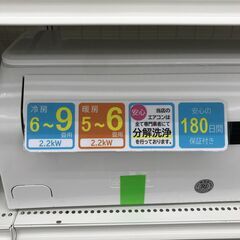 冷房
6～9
畳用
2.2kW
暖房
5～6
畳用
2.2kW
安心
当店の
エアコンは
全て専門業者にて
分解洗浄
を行っております。
安心の
180日間
保証付き